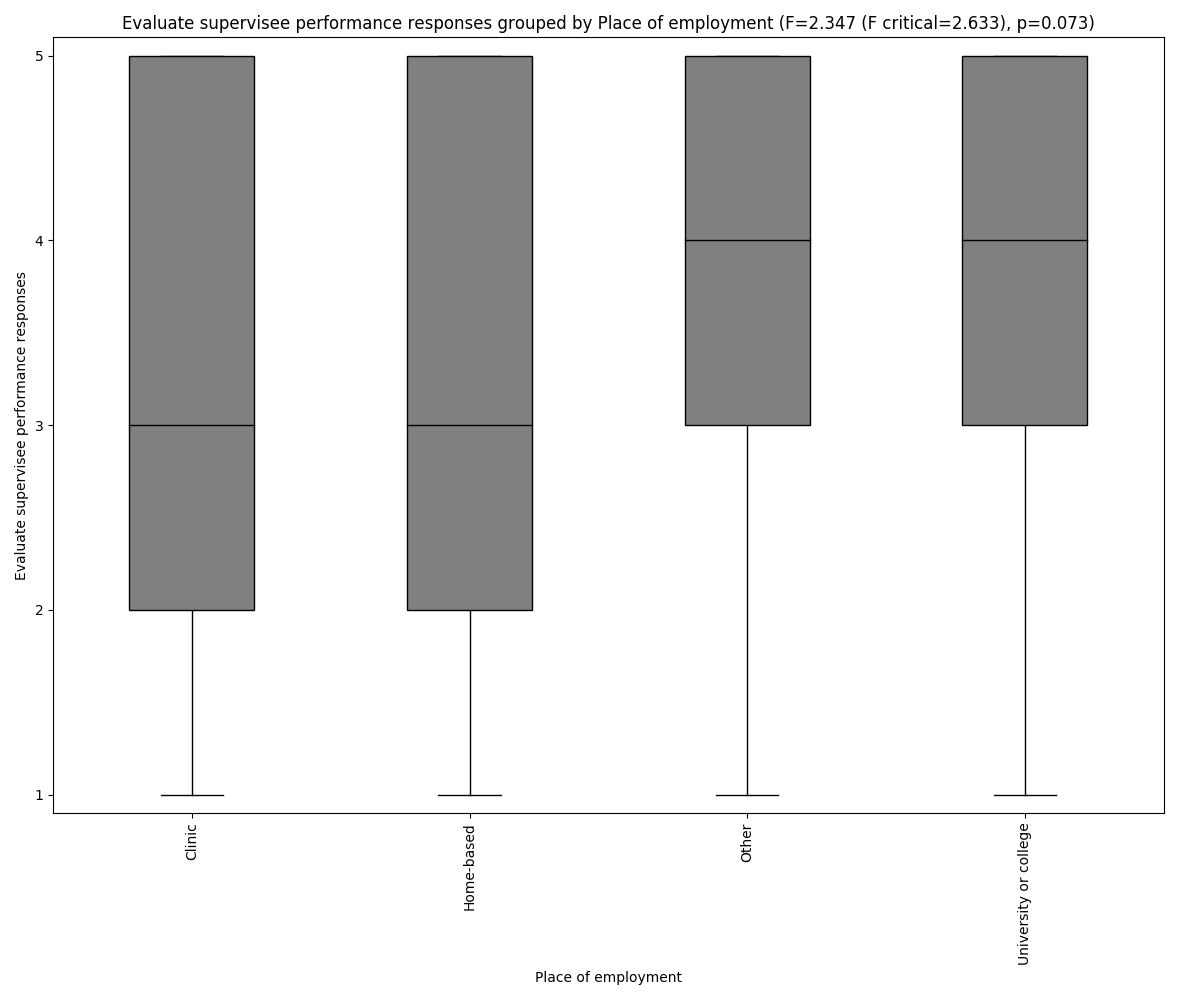 Evaluate supervisee performance responses grouped by Place of employment (F=2.347 (F critical=2.633), p=0.073)
Evaluate supervisee performance responses
5
4
3
2
1
Clinic
Home-based
Other
University or college
Place of employment